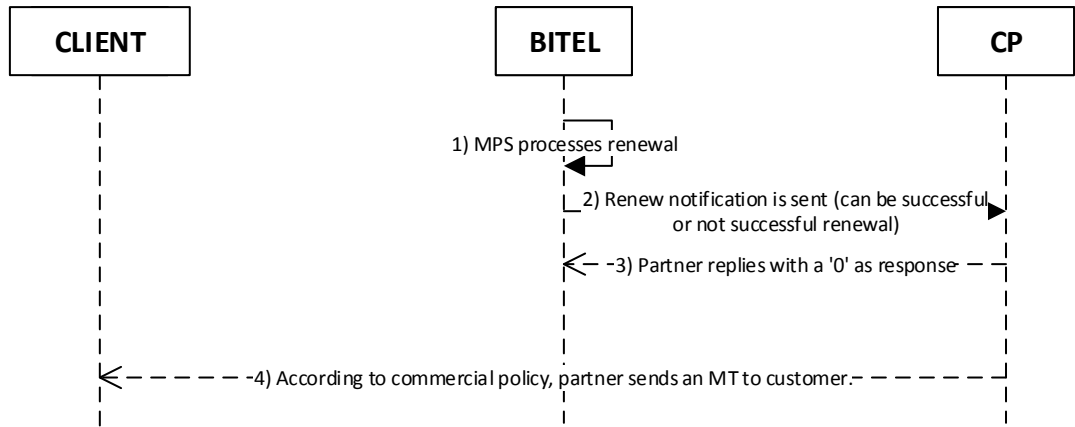 CLIENT
BITEL
CP
1) MPS processes renewal
2) Renew notification is sent (can be successful
or not successful renewal)
3) Partner replies with a '0' as response
4) According to commercial policy, partner sends an MT to customer.